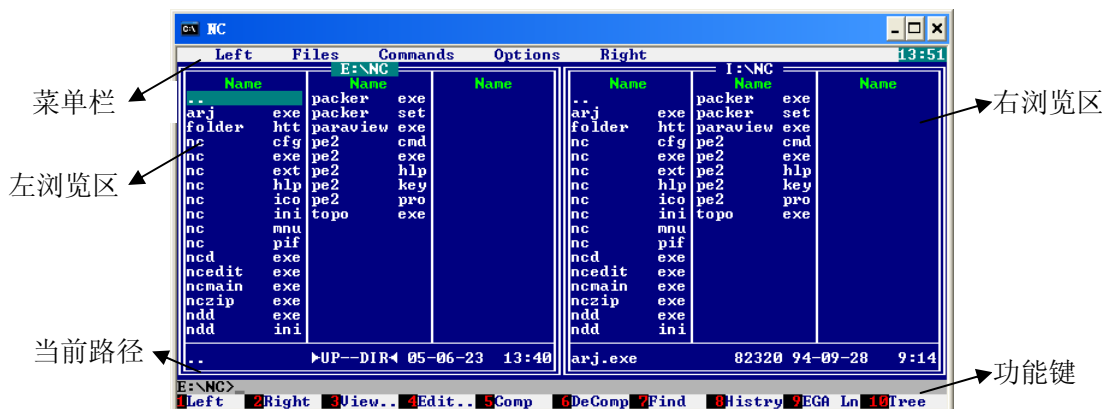 C:\ NC
Left Files Commands Options Right 13:51
E:\NC I:\NC
Name Name Name Name Name Name
.. packer exe .. packer exe
arj exe packer set arj exe packer set
folder htt paraview exe folder htt paraview exe
nc cfg pe2 cmd nc cfg pe2 cmd
nc exe pe2 exe nc exe pe2 exe
nc ext pe2 hlp nc ext pe2 hlp
nc hlp pe2 key nc hlp pe2 key
nc ico pe2 pro nc ico pe2 pro
nc ini topo exe nc ini topo exe
nc mnu nc mnu
nc pif nc pif
ncd exe ncd exe
ncedit exe ncedit exe
ncmain exe ncmain exe
nczip exe nczip exe
ndd exe ndd exe
ndd ini ndd ini
.. ►UP--DIR◄ 05-06-23 13:40 arj.exe 82320 94-09-28 9:14
E:\NC>_
1Left 2Right 3View.. 4Edit.. 5Comp 6DeComp 7Find 8Histry 9EGA Ln 10Tree
菜单栏
左浏览区
当前路径
右浏览区
功能键